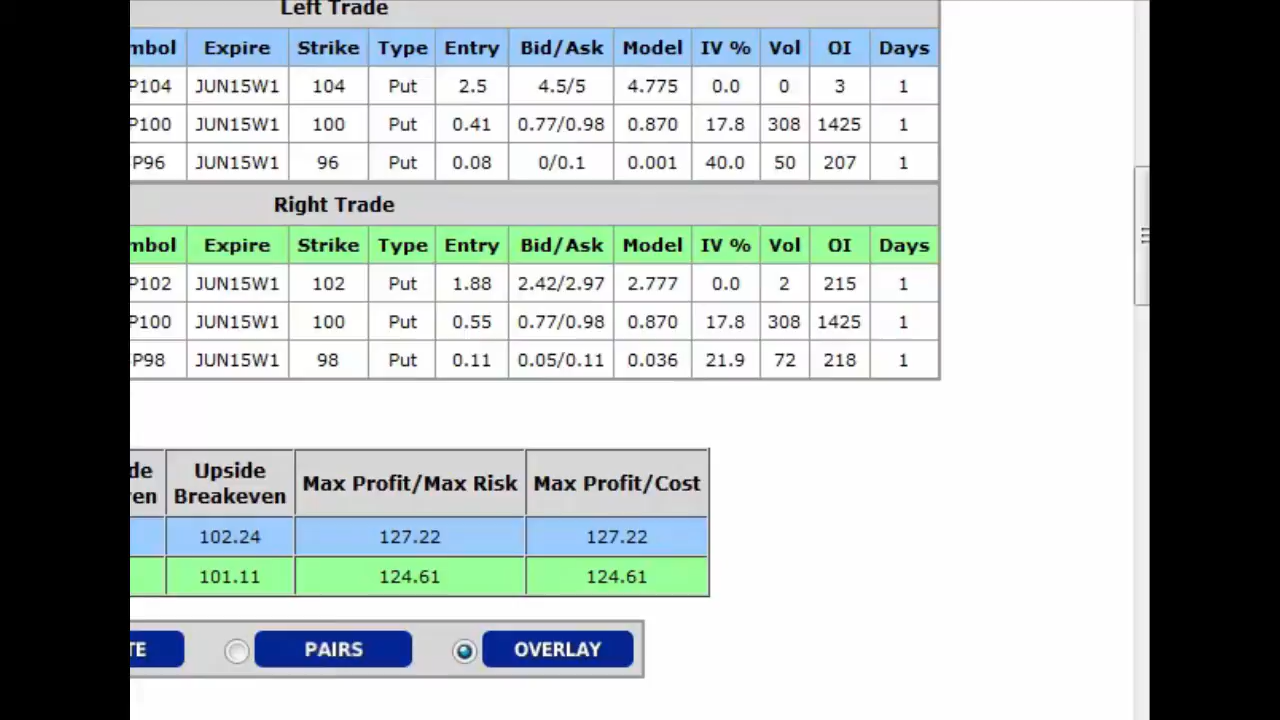 Left Trade
mbol Expire Strike Type Entry Bid/Ask Model IV % Vol OI Days
P104 JUN15W1 104 Put 2.5 4.5/5 4.775 0.0 0 3 1
P100 JUN15W1 100 Put 0.41 0.77/0.98 0.870 17.8 308 1425 1
P96 JUN15W1 96 Put 0.08 0/0.1 0.001 40.0 50 207 1
Right Trade
mbol Expire Strike Type Entry Bid/Ask Model IV % Vol OI Days
P102 JUN15W1 102 Put 1.88 2.42/2.97 2.777 0.0 2 215 1
P100 JUN15W1 100 Put 0.55 0.77/0.98 0.870 17.8 308 1425 1
P98 JUN15W1 98 Put 0.11 0.05/0.11 0.036 21.9 72 218 1
de Upside Max Profit/Max Risk Max Profit/Cost
en Breakeven
102.24 127.22 127.22
101.11 124.61 124.61
TE PAIRS OVERLAY